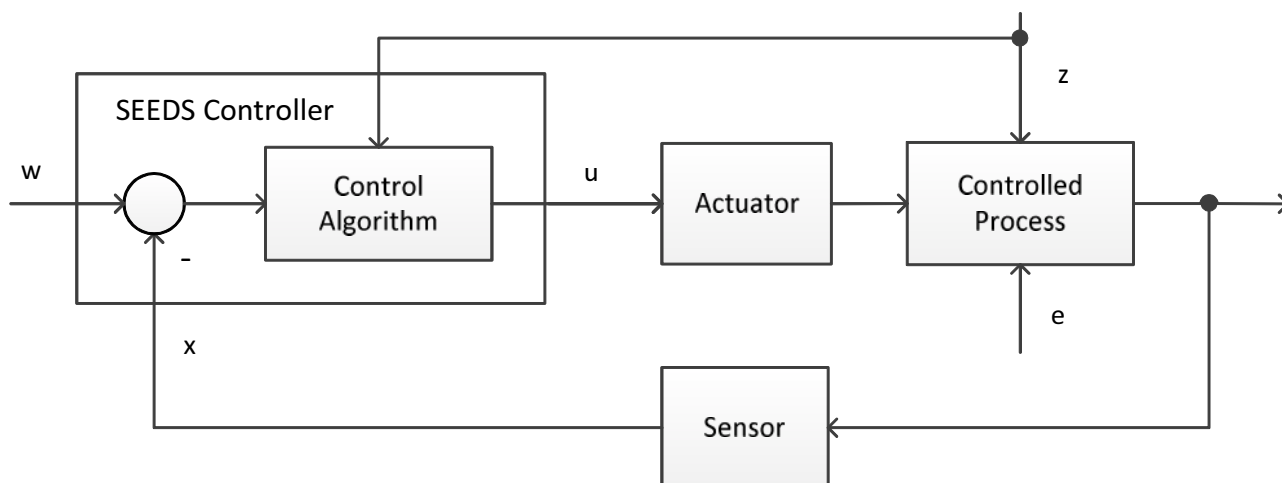 z
SEEDS Controller
w
Control
Algorithm
u
Actuator
Controlled
Process
-
x
e
Sensor